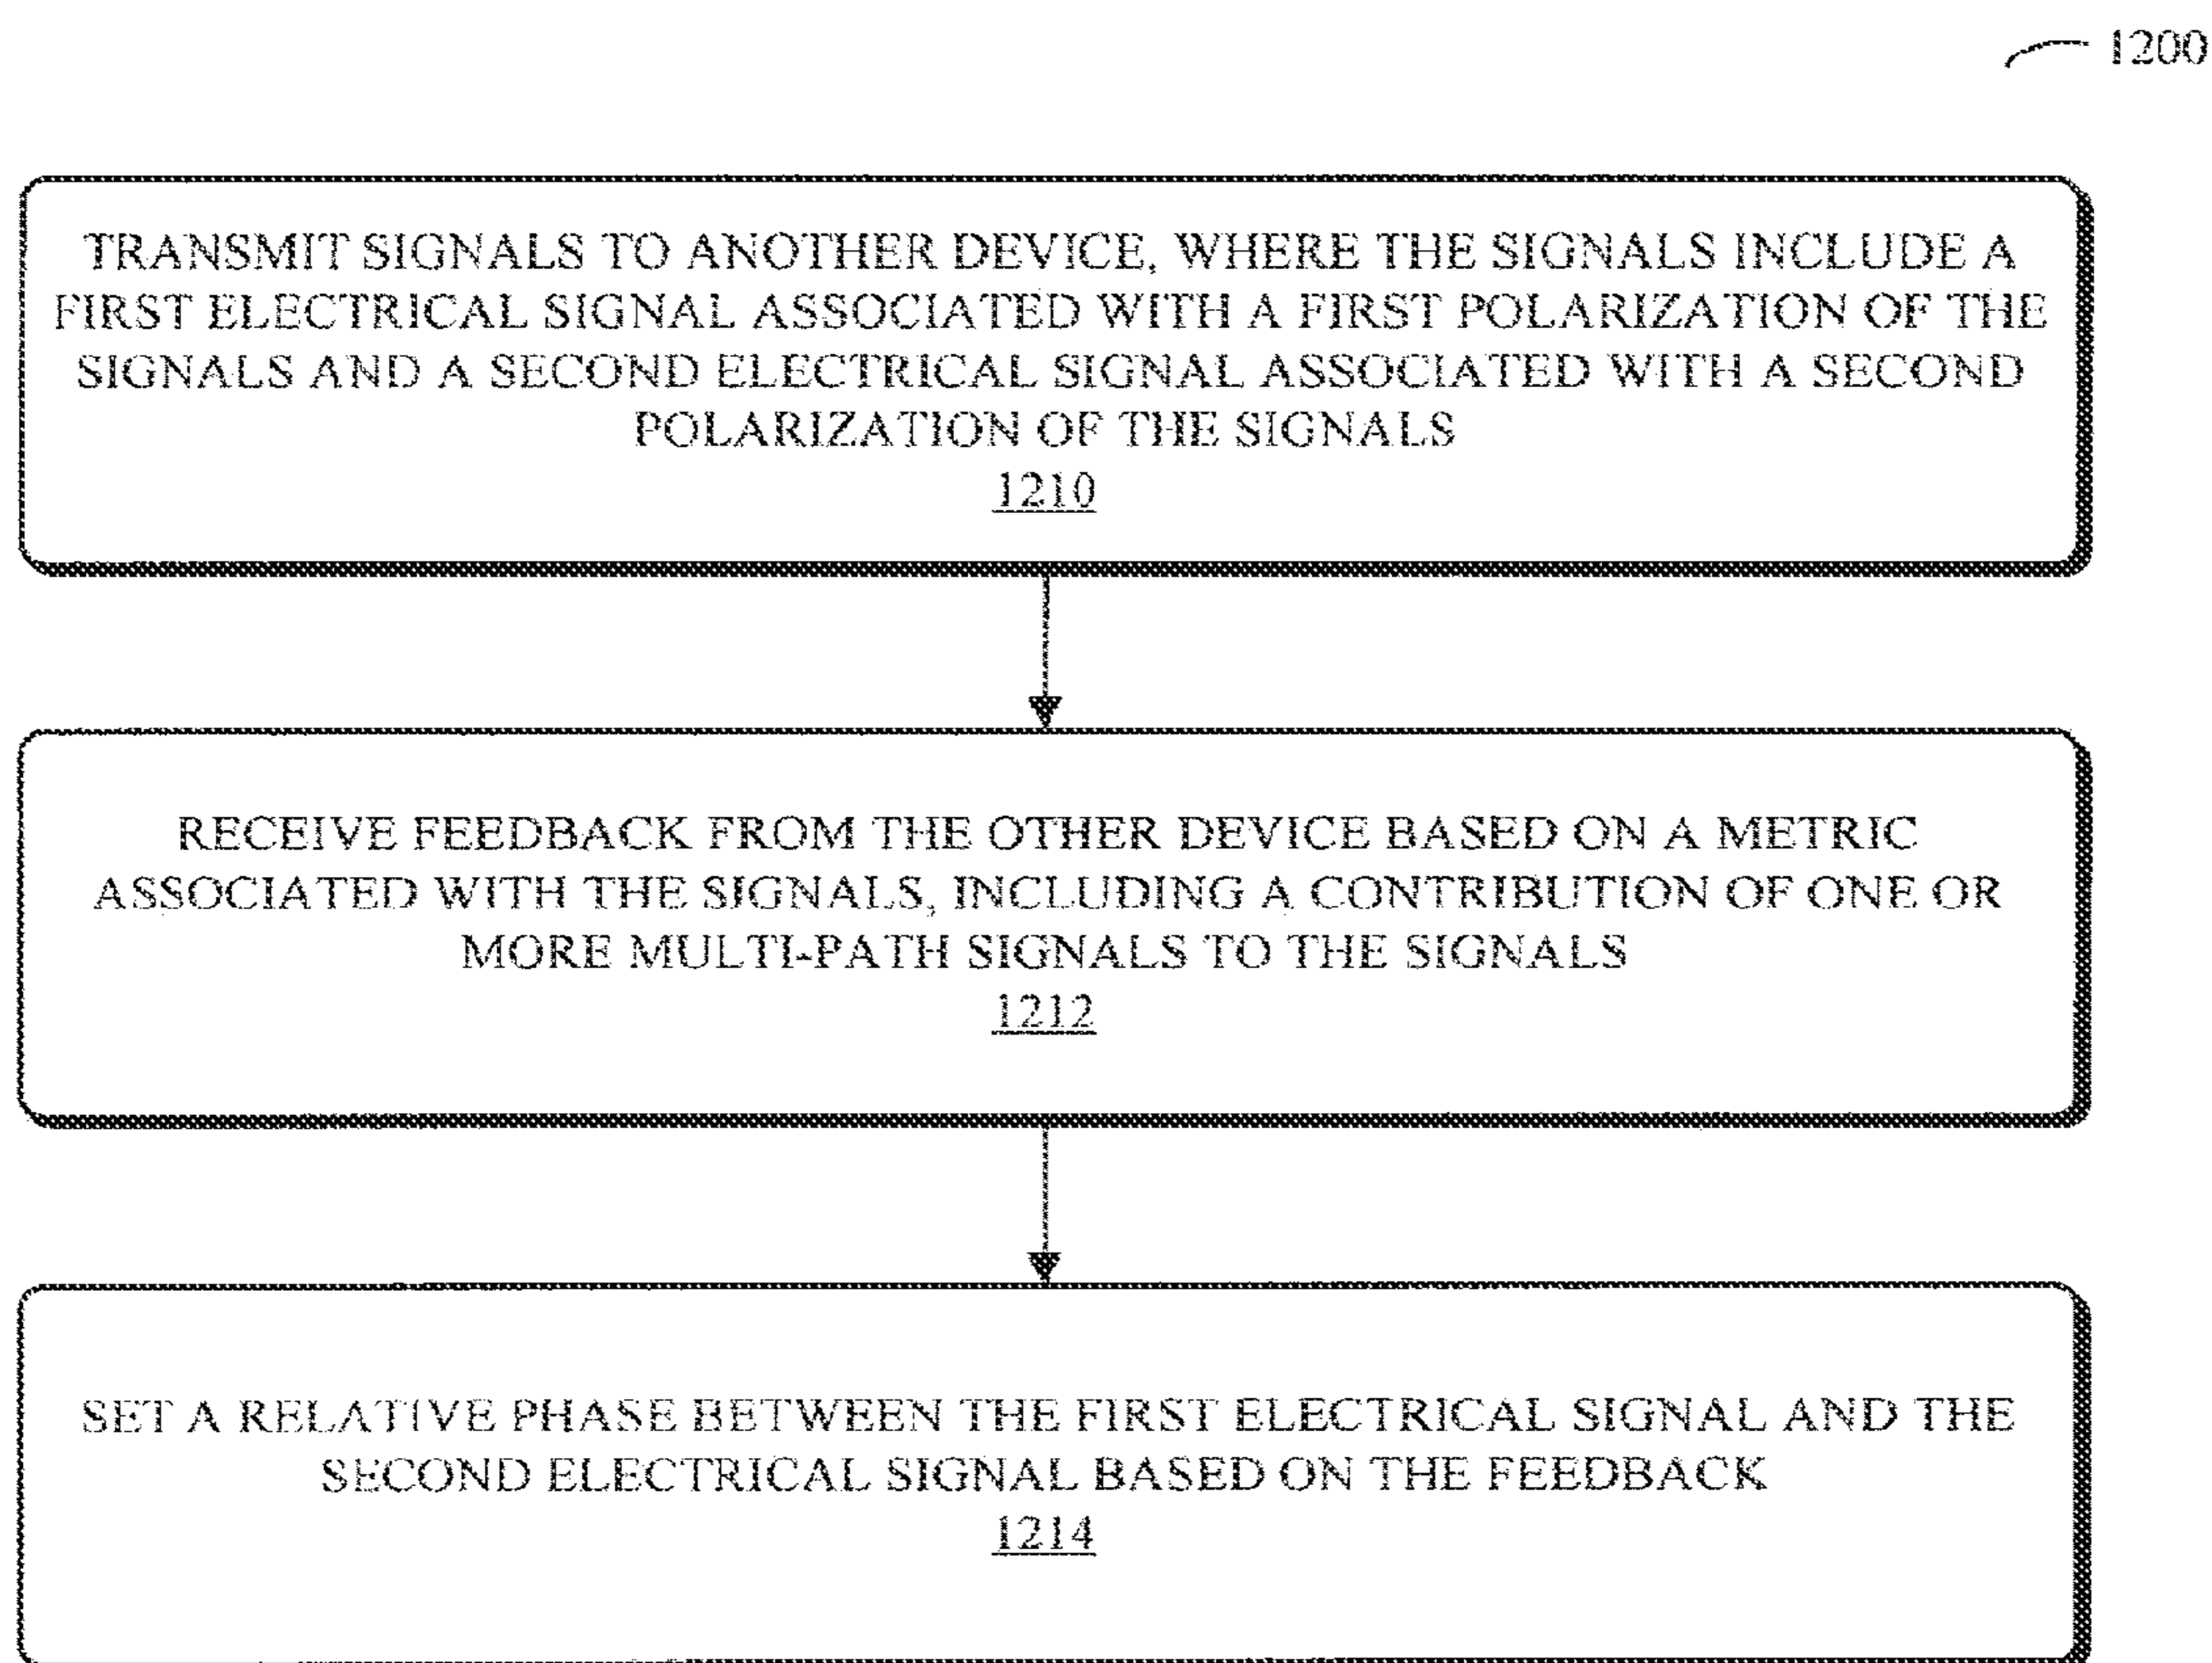 1200
TRANSMIT SIGNALS TO ANOTHER DEVICE, WHERE THE SIGNALS INCLUDE A
FIRST ELECTRICAL SIGNAL ASSOCIATED WITH A FIRST POLARIZATION OF THE
SIGNALS AND A SECOND ELECTRICAL SIGNAL ASSOCIATED WITH A SECOND
POLARIZATION OF THE SIGNALS
1210
RECEIVE FEEDBACK FROM THE OTHER DEVICE BASED ON A METRIC
ASSOCIATED WITH THE SIGNALS, INCLUDING A CONTRIBUTION OF ONE OR
MORE MULTI-PATH SIGNALS TO THE SIGNALS
1212
SET A RELATIVE PHASE BETWEEN THE FIRST ELECTRICAL SIGNAL AND THE
SECOND ELECTRICAL SIGNAL BASED ON THE FEEDBACK
1214